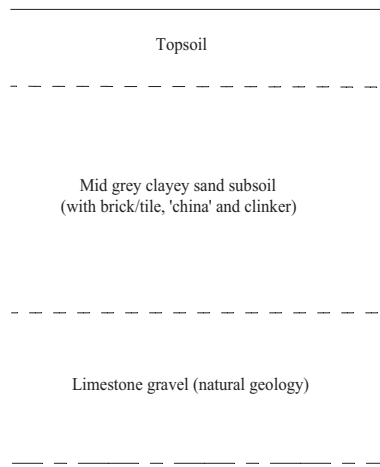 Topsoil
Mid grey clayey sand subsoil
(with brick/tile, 'china' and clinker)
Limestone gravel (natural geology)